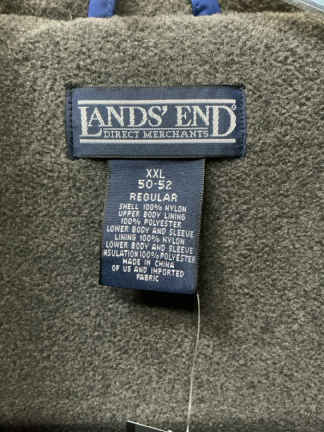 LANDS' END
DIRECT MERCHANTS
XXL
50-52
REGULAR
SHELL 100% NYLON
UPPER BODY LINING
100% POLYESTER
LOWER BODY AND SLEEVE
LINING 100% NYLON
LOWER BODY AND SLEEVE
INSULATION 100% POLYESTER
MADE IN CHINA
OF US AND IMPORTED
FABRIC